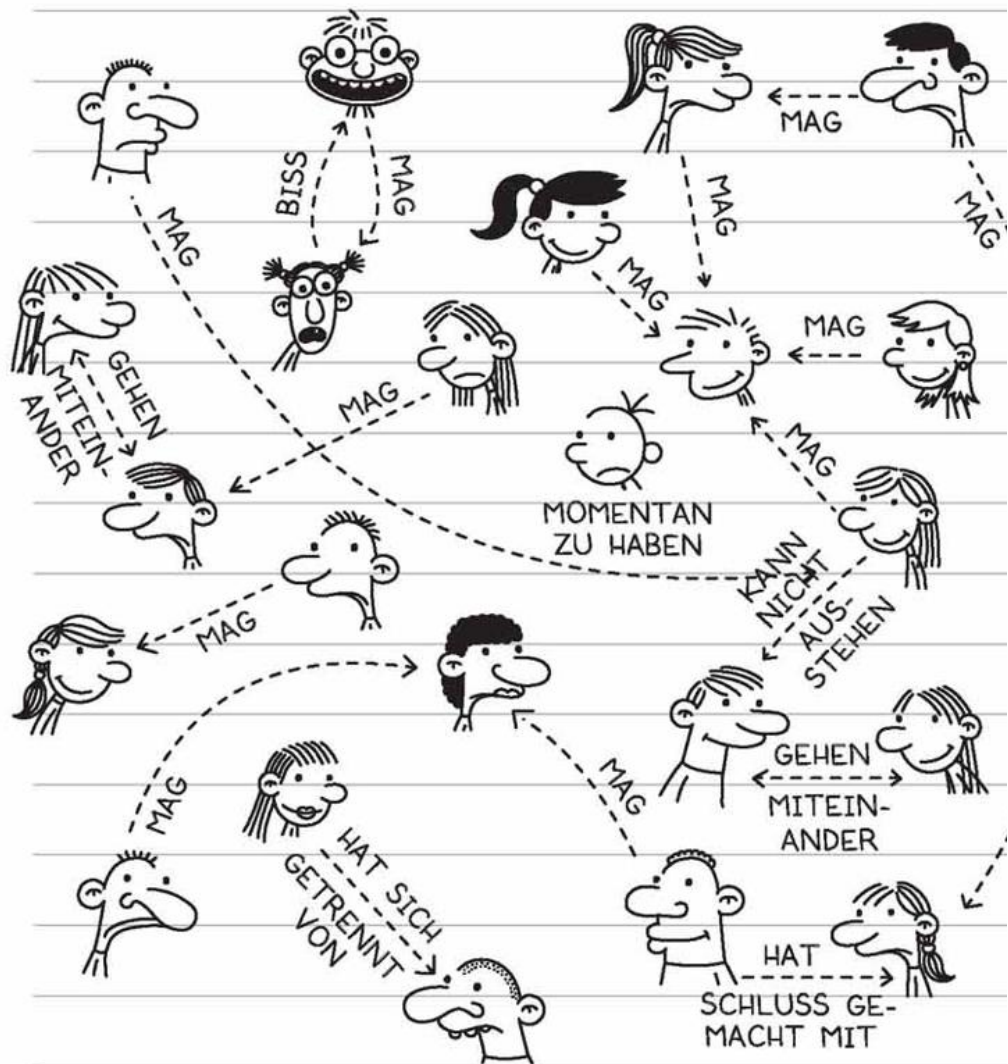 MAG
BISS
MAG
MAG
MAG
MAG
MAG
MAG
MAG
GEHEN
MITEIN-
ANDER
MAG
MAG
MOMENTAN
ZU HABEN
KANN
NICHT
AUS-
STEHEN
MAG
MAG
MAG
GEHEN
MITEIN-
ANDER
HAT SICH
GETRENNT
VON
HAT
SCHLUSS GE-
MACHT MIT